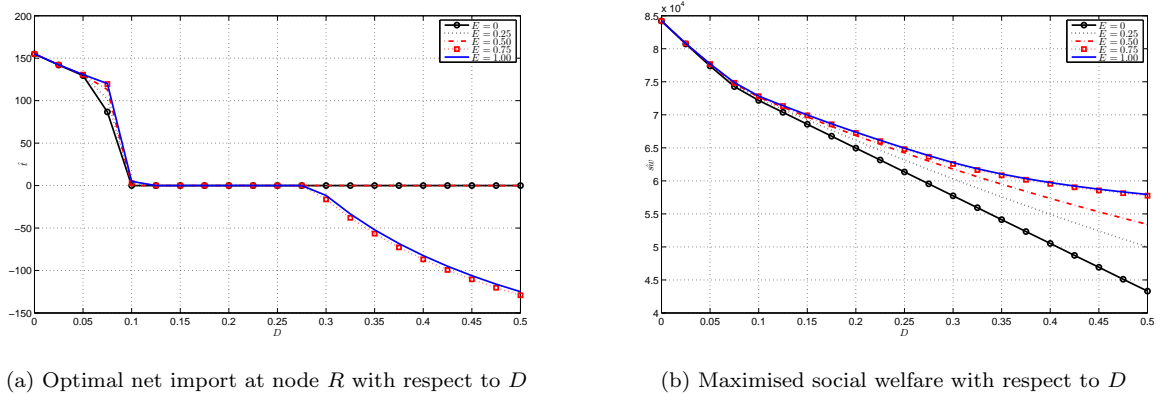 200
150
100
50
0
−50
−100
−150
0 0.05 0.1 0.15 0.2 0.25 0.3 0.35 0.4 0.45 0.5
D
E = 0
E = 0.25
E = 0.50
E = 0.75
E = 1.00
(a) Optimal net import at node R with respect to D
x 10⁴
8.5
8
7.5
7
6.5
6
5.5
5
4.5
4
0 0.05 0.1 0.15 0.2 0.25 0.3 0.35 0.4 0.45 0.5
D
E = 0
E = 0.25
E = 0.50
E = 0.75
E = 1.00
(b) Maximised social welfare with respect to D